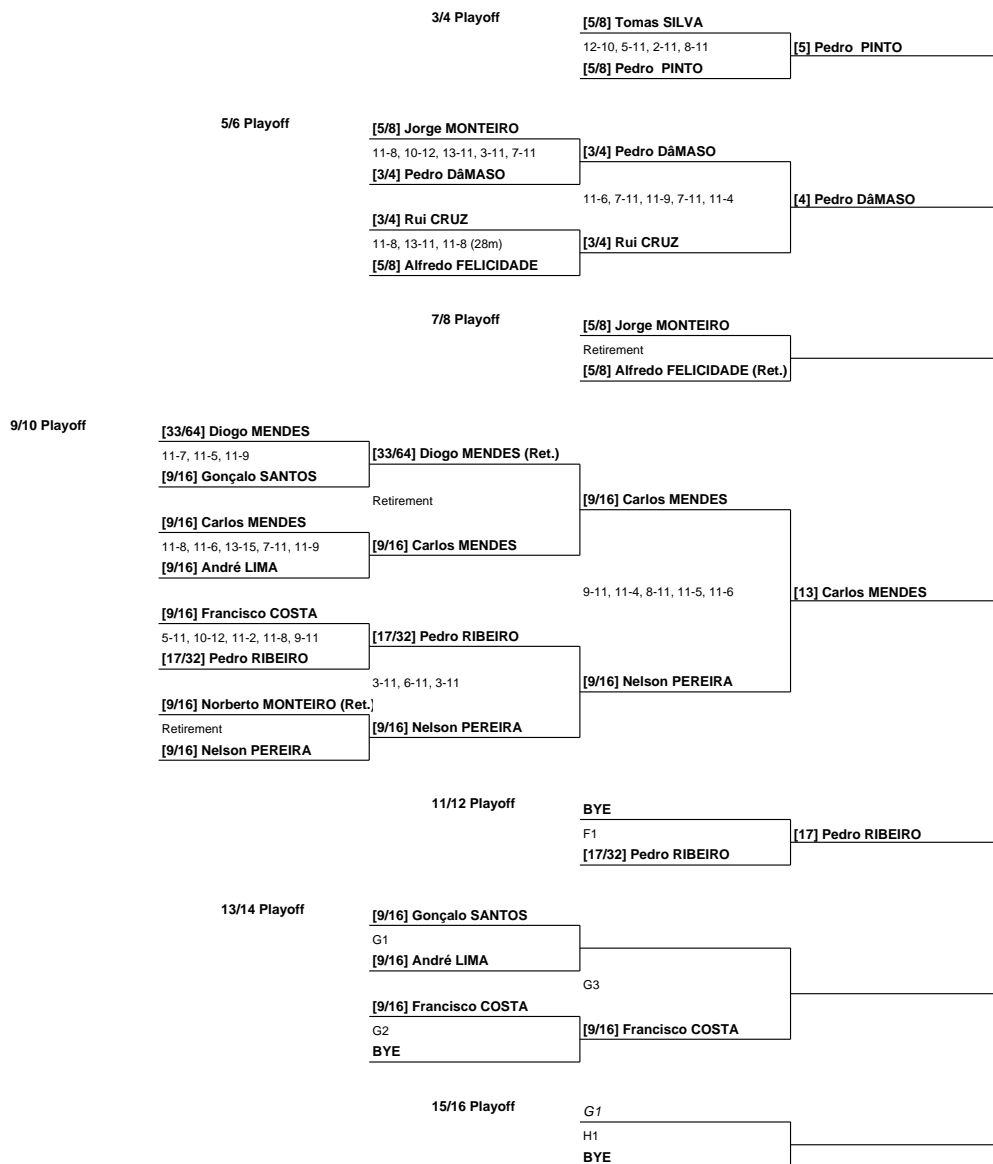 3/4 Playoff
[5/8] Tomas SILVA
12-10, 5-11, 2-11, 8-11
[5] Pedro  PINTO
[5/8] Pedro  PINTO
5/6 Playoff
[5/8] Jorge MONTEIRO
11-8, 10-12, 13-11, 3-11, 7-11
[3/4] Pedro DâMASO
[3/4] Pedro DâMASO
11-6, 7-11, 11-9, 7-11, 11-4
[4] Pedro DâMASO
[3/4] Rui CRUZ
11-8, 13-11, 11-8 (28m)
[3/4] Rui CRUZ
[5/8] Alfredo FELICIDADE
7/8 Playoff
[5/8] Jorge MONTEIRO
Retirement
[5/8] Alfredo FELICIDADE (Ret.)
9/10 Playoff
[33/64] Diogo MENDES
11-7, 11-5, 11-9
[33/64] Diogo MENDES (Ret.)
[9/16] Gonçalo SANTOS
Retirement
[9/16] Carlos MENDES
[9/16] Carlos MENDES
11-8, 11-6, 13-15, 7-11, 11-9
[9/16] Carlos MENDES
[9/16] André LIMA
9-11, 11-4, 8-11, 11-5, 11-6
[13] Carlos MENDES
[9/16] Francisco COSTA
5-11, 10-12, 11-2, 11-8, 9-11
[17/32] Pedro RIBEIRO
[17/32] Pedro RIBEIRO
3-11, 6-11, 3-11
[9/16] Nelson PEREIRA
[9/16] Norberto MONTEIRO (Ret.)
Retirement
[9/16] Nelson PEREIRA
[9/16] Nelson PEREIRA
11/12 Playoff
BYE
F1
[17] Pedro RIBEIRO
[17/32] Pedro RIBEIRO
13/14 Playoff
[9/16] Gonçalo SANTOS
G1
[9/16] André LIMA
G3
[9/16] Francisco COSTA
G2
[9/16] Francisco COSTA
BYE
15/16 Playoff
G1
H1
BYE